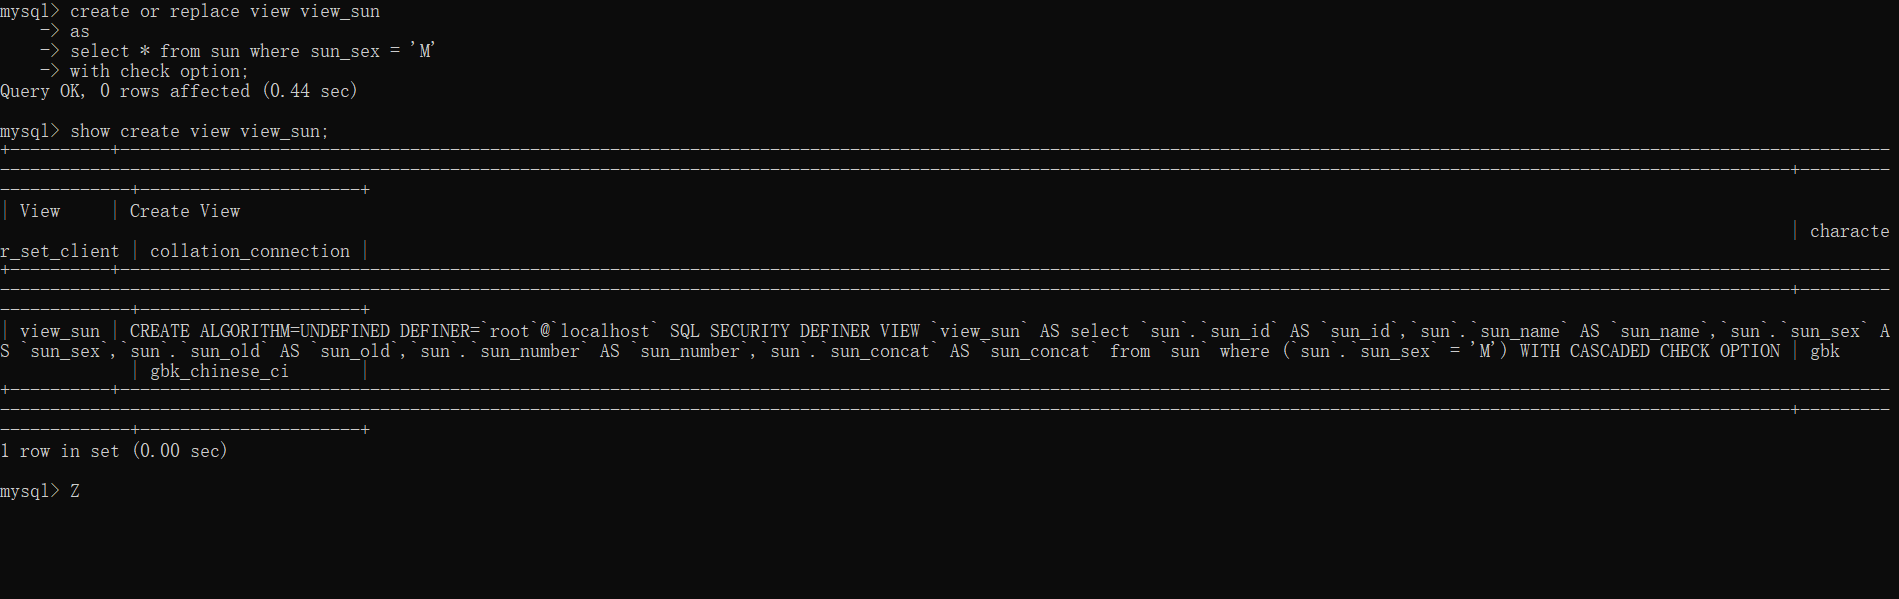 mysql> create or replace view view_sun
    -> as
    -> select * from sun where sun_sex = 'M'
    -> with check option;
Query OK, 0 rows affected (0.44 sec)
mysql> show create view view_sun;
| View     | Create View
| characte
r_set_client | collation_connection |
| view_sun | CREATE ALGORITHM=UNDEFINED DEFINER=`root`@`localhost` SQL SECURITY DEFINER VIEW `view_sun` AS select `sun`.`sun_id` AS `sun_id`,`sun`.`sun_name` AS `sun_name`,`sun`.`sun_sex` A
S `sun_sex`,`sun`.`sun_old` AS `sun_old`,`sun`.`sun_number` AS `sun_number`,`sun`.`sun_concat` AS `sun_concat` from `sun` where (`sun`.`sun_sex` = 'M') WITH CASCADED CHECK OPTION | gbk
| gbk_chinese_ci       |
1 row in set (0.00 sec)
mysql> Z